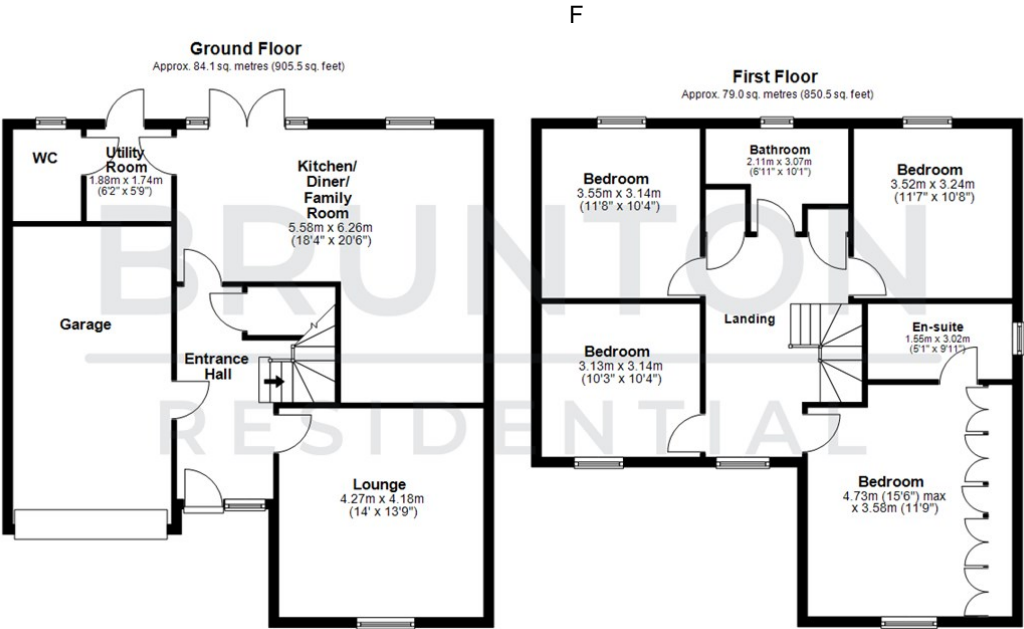 F
Ground Floor
Approx. 84.1 sq. metres (905.5 sq. feet)
WC
Utility
Room
1.88m x 1.74m
(6'2" x 5'9")
Kitchen/
Diner/
Family
Room
5.58m x 6.26m
(18'4" x 20'6")
Garage
Entrance
Hall
Lounge
4.27m x 4.18m
(14' x 13'9")
First Floor
Approx. 79.0 sq. metres (850.5 sq. feet)
Bedroom
3.55m x 3.14m
(11'8" x 10'4")
Bathroom
2.11m x 3.07m
(6'11" x 10'1")
Bedroom
3.52m x 3.24m
(11'7" x 10'8")
Landing
En-suite
1.55m x 3.02m
(5'1" x 9'11")
Bedroom
3.13m x 3.14m
(10'3" x 10'4")
Bedroom
4.73m (15'6") max
x 3.58m (11'9")
BRUNTON
RESIDENTIAL